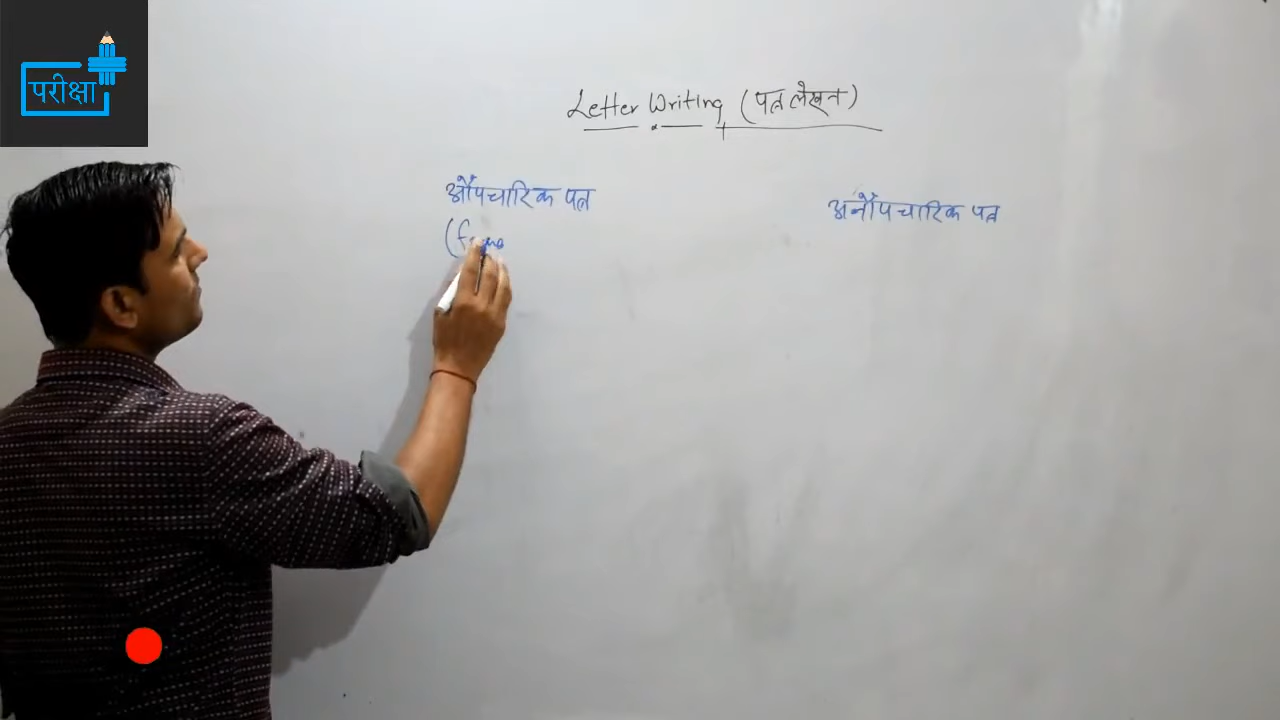 परीक्षा
Letter Writing (पत्र लेखन)
औपचारिक पत्र
अनौपचारिक पत्र